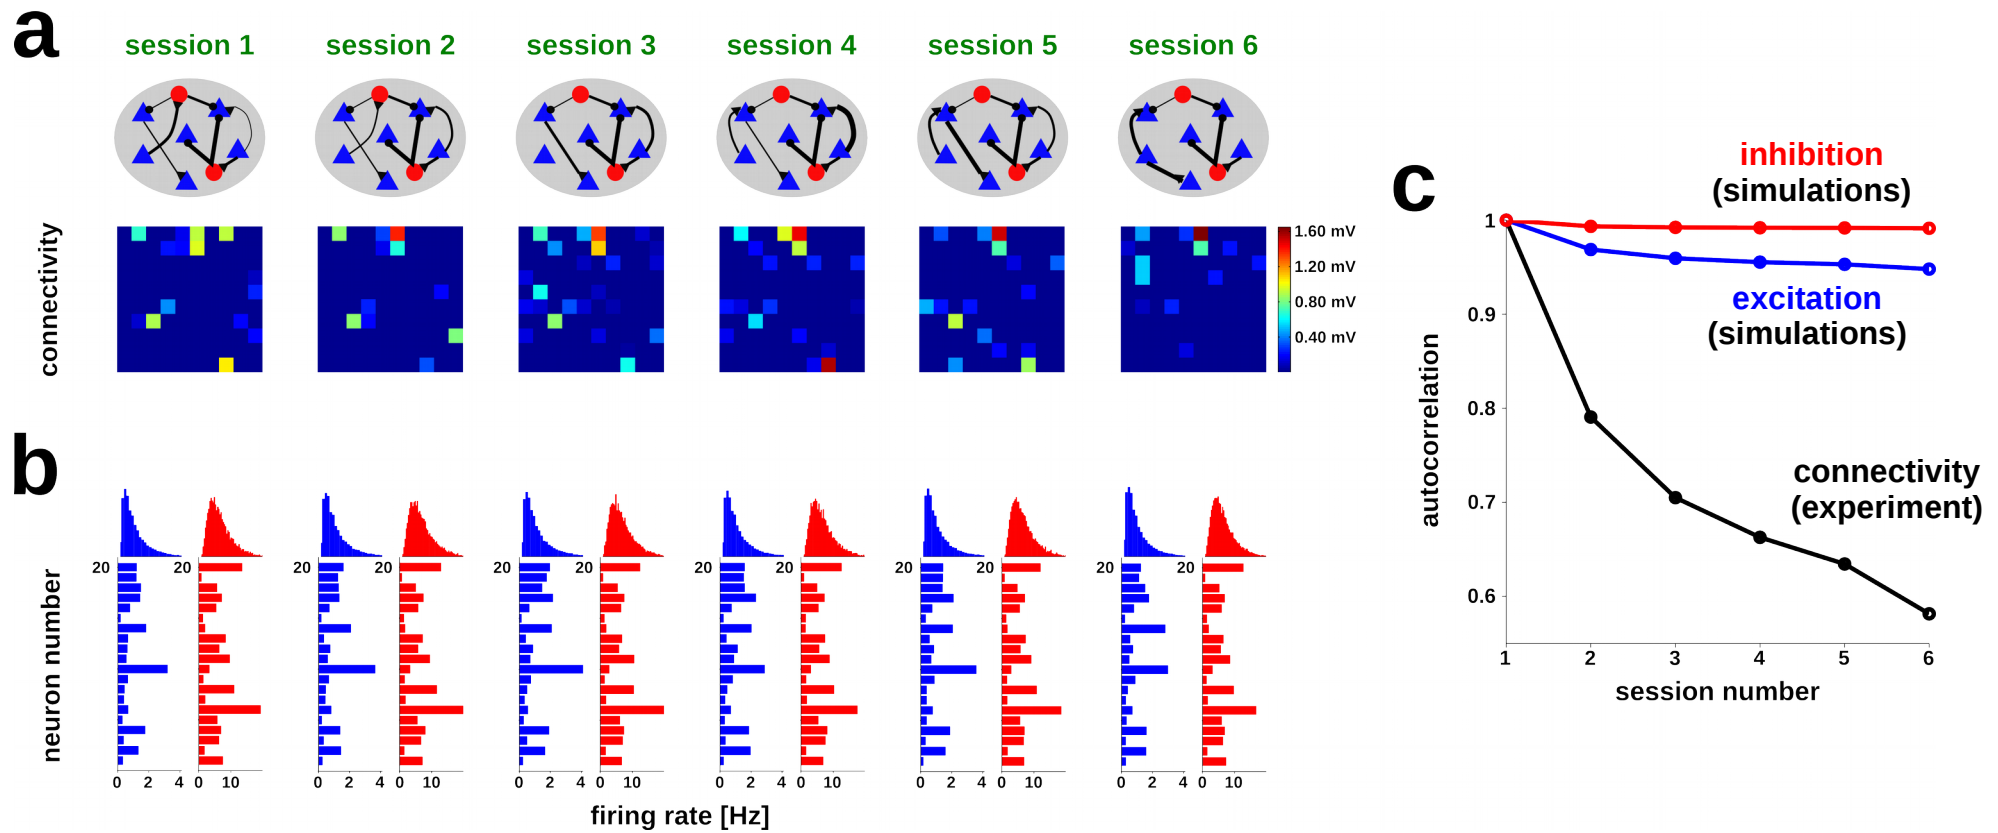 a
session 1 session 2 session 3 session 4 session 5 session 6
connectivity
1.60 mV
1.20 mV
0.80 mV
0.40 mV
b
20 20 20 20 20 20 20 20 20 20 20 20
neuron number
0 2 4 0 10 0 2 4 0 10 0 2 4 0 10 0 2 4 0 10 0 2 4 0 10 0 2 4 0 10
firing rate [Hz]
c
inhibition
(simulations)
excitation
(simulations)
connectivity
(experiment)
autocorrelation
1
0.9
0.8
0.7
0.6
1 2 3 4 5 6
session number